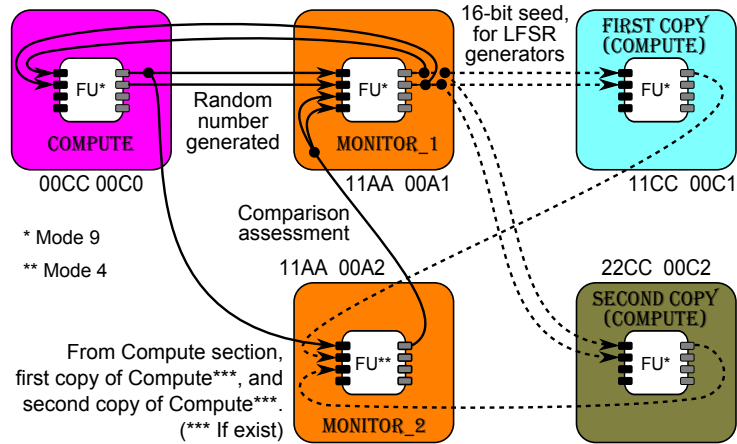 16-bit seed,
for LFSR
generators
FIRST COPY
(COMPUTE)
FU*
FU*
FU*
Random
number
generated
COMPUTE
MONITOR_1
00CC 00C0
11AA 00A1
11CC 00C1
* Mode 9
** Mode 4
Comparison
assessment
11AA 00A2
22CC 00C2
SECOND COPY
(COMPUTE)
FU**
FU*
From Compute section,
first copy of Compute***, and
second copy of Compute***.
(*** If exist)
MONITOR_2